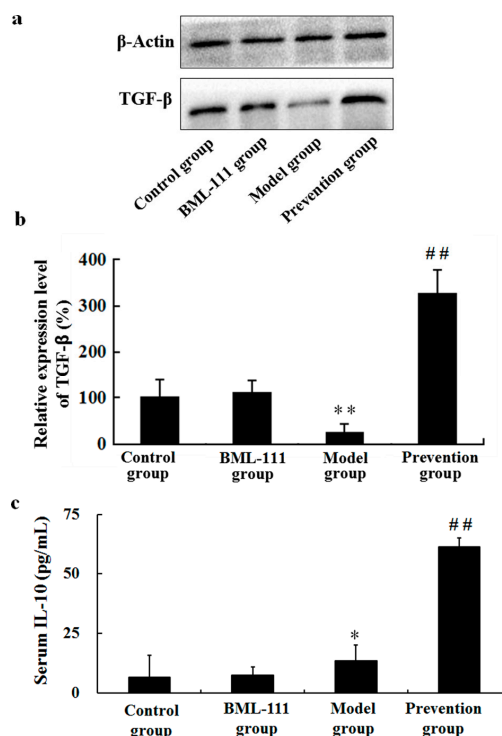 a
β-Actin
TGF-β
Control group
BML-111 group
Model group
Prevention group
b
Relative expression level
of TGF-β (%)
400
300
200
100
0
* *
# #
Control
group
BML-111
group
Model
group
Prevention
group
c
Serum IL-10 (pg/mL)
75
50
25
0
*
# #
Control
group
BML-111
group
Model
group
Prevention
group